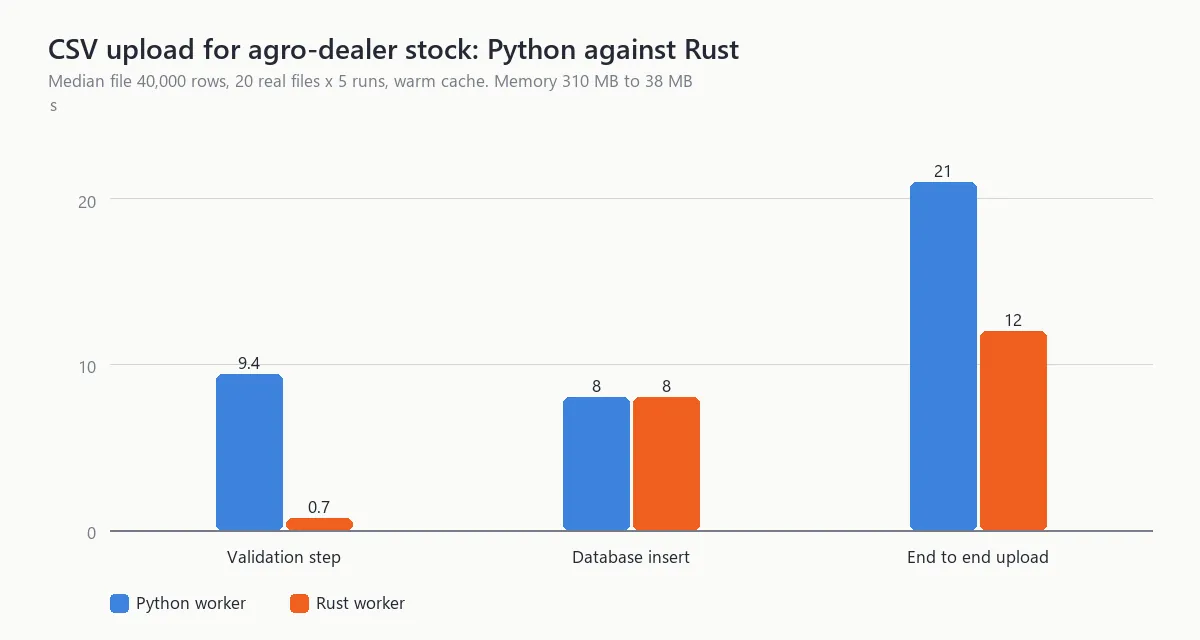 CSV upload for agro-dealer stock: Python against Rust
Median file 40,000 rows, 20 real files x 5 runs, warm cache. Memory 310 MB to 38 MB
s
21
20
12
10
9.4
8
8
0.7
0
Validation step
Database insert
End to end upload
Python worker
Rust worker